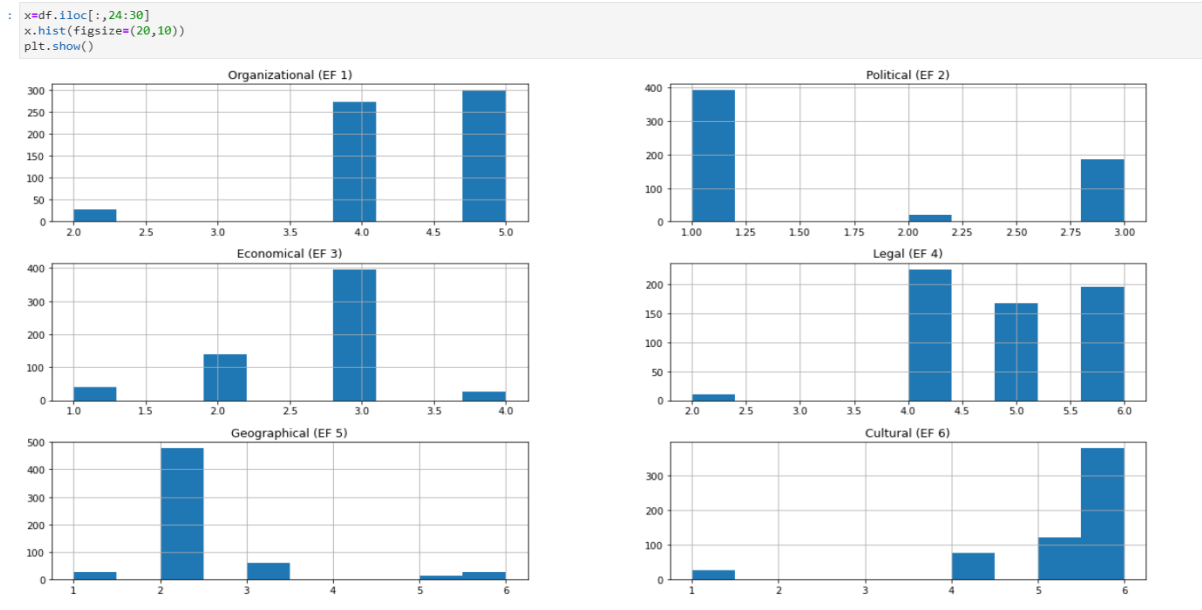 : x=df.iloc[:,24:30]
x.hist(figsize=(20,10))
plt.show()
Organizational (EF 1)
300
250
200
150
100
50
0
2.0 2.5 3.0 3.5 4.0 4.5 5.0
Political (EF 2)
400
300
200
100
0
1.00 1.25 1.50 1.75 2.00 2.25 2.50 2.75 3.00
Economical (EF 3)
400
300
200
100
0
1.0 1.5 2.0 2.5 3.0 3.5 4.0
Legal (EF 4)
200
150
100
50
0
2.0 2.5 3.0 3.5 4.0 4.5 5.0 5.5 6.0
Geographical (EF 5)
500
400
300
200
100
0
1 2 3 4 5 6
Cultural (EF 6)
300
200
100
0
1 2 3 4 5 6